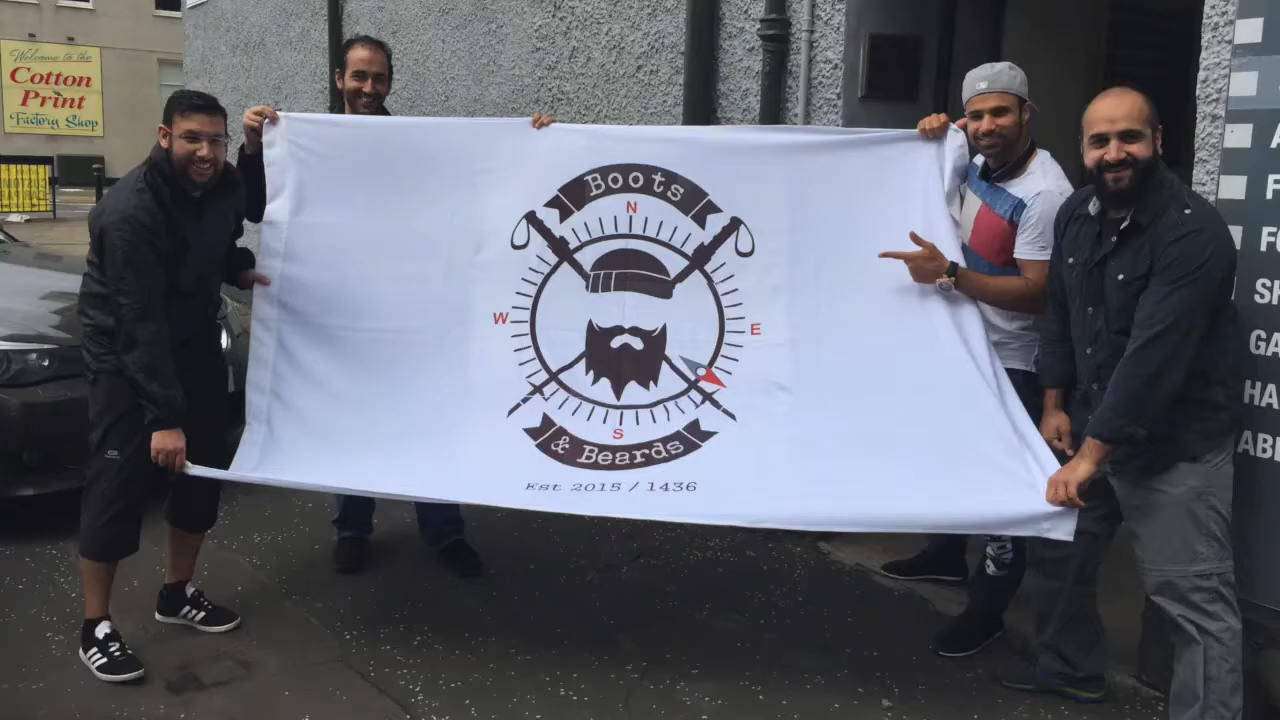 Welcome to the
Cotton
Print
Factory Shop
Boots
N
W
E
S
& Beards
Est 2015 / 1436